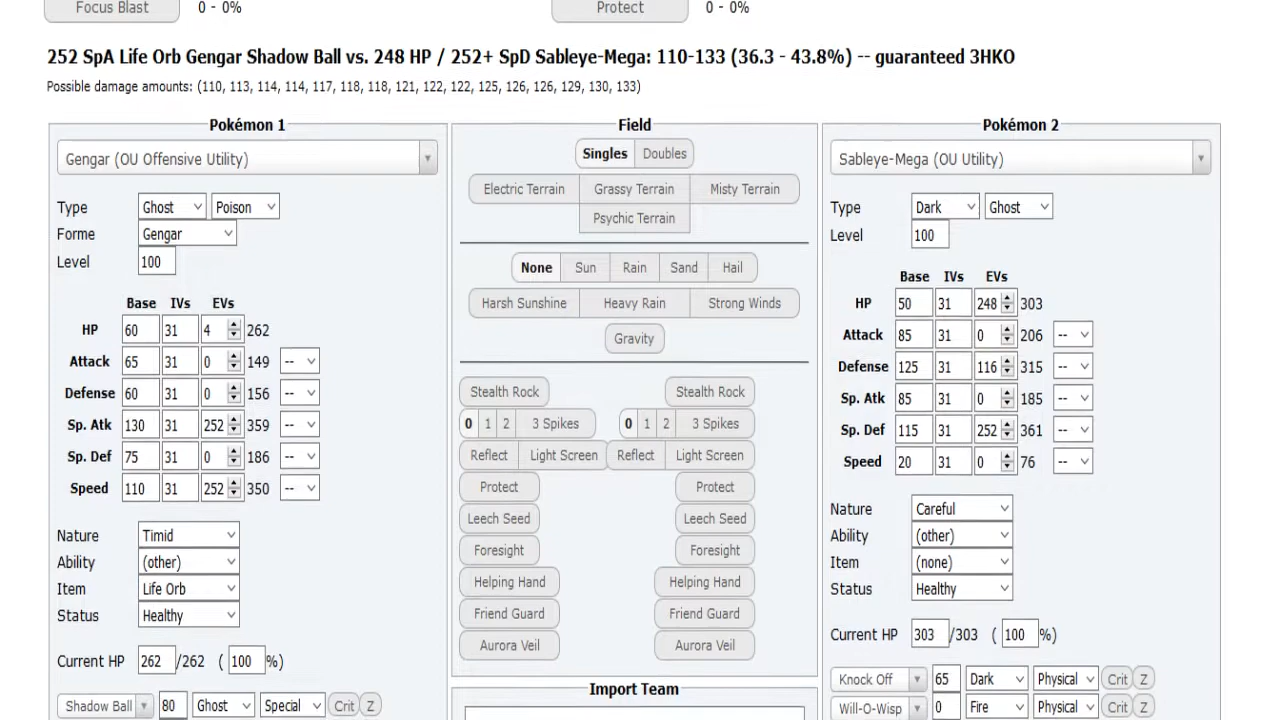 Focus Blast 0 - 0% Protect 0 - 0%
252 SpA Life Orb Gengar Shadow Ball vs. 248 HP / 252+ SpD Sableye-Mega: 110-133 (36.3 - 43.8%) -- guaranteed 3HKO
Possible damage amounts: (110, 113, 114, 114, 117, 118, 118, 121, 122, 122, 125, 126, 126, 129, 130, 133)
Pokémon 1
Gengar (OU Offensive Utility)
Type Ghost Poison
Forme Gengar
Level 100
Base IVs EVs
HP 60 31 4 262
Attack 65 31 0 149 --
Defense 60 31 0 156 --
Sp. Atk 130 31 252 359 --
Sp. Def 75 31 0 186 --
Speed 110 31 252 350 --
Nature Timid
Ability (other)
Item Life Orb
Status Healthy
Current HP 262 /262 ( 100 %)
Shadow Ball 80 Ghost Special Crit Z
Field
Singles Doubles
Electric Terrain Grassy Terrain Misty Terrain
Psychic Terrain
None Sun Rain Sand Hail
Harsh Sunshine Heavy Rain Strong Winds
Gravity
Stealth Rock Stealth Rock
0 1 2 3 Spikes 0 1 2 3 Spikes
Reflect Light Screen Reflect Light Screen
Protect Protect
Leech Seed Leech Seed
Foresight Foresight
Helping Hand Helping Hand
Friend Guard Friend Guard
Aurora Veil Aurora Veil
Import Team
Pokémon 2
Sableye-Mega (OU Utility)
Type Dark Ghost
Level 100
Base IVs EVs
HP 50 31 248 303
Attack 85 31 0 206 --
Defense 125 31 116 315 --
Sp. Atk 85 31 0 185 --
Sp. Def 115 31 252 361 --
Speed 20 31 0 76 --
Nature Careful
Ability (other)
Item (none)
Status Healthy
Current HP 303 /303 ( 100 %)
Knock Off 65 Dark Physical Crit Z
Will-O-Wisp 0 Fire Physical Crit Z